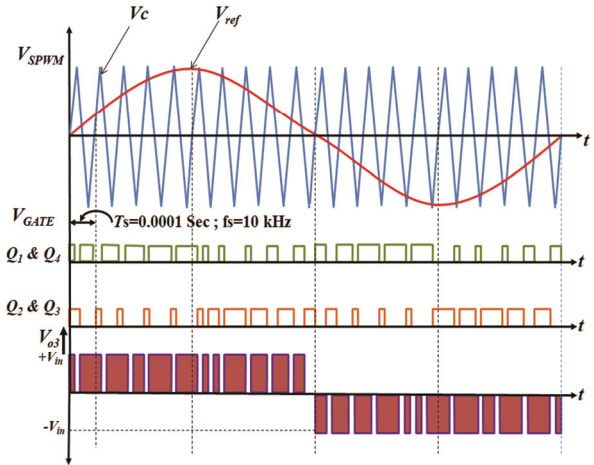 Vc
Vref
VSPWM
t
VGATE
Ts=0.0001 Sec ; fs=10 kHz
Q1 & Q4
t
Q2 & Q3
t
Vo3
+Vin
t
-Vin